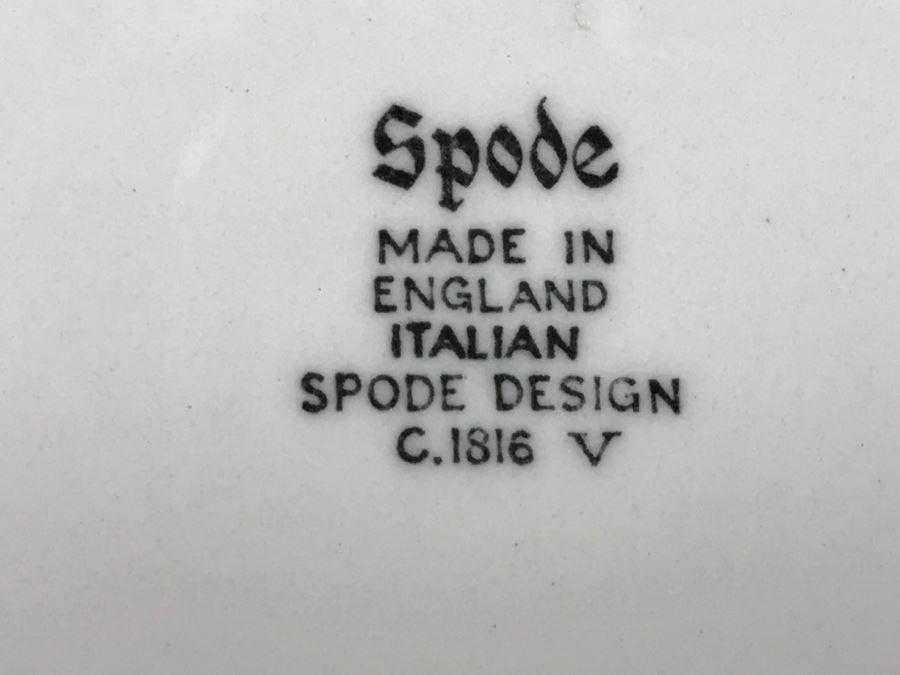 Spode
MADE IN
ENGLAND
ITALIAN
SPODE DESIGN
C.1816 V